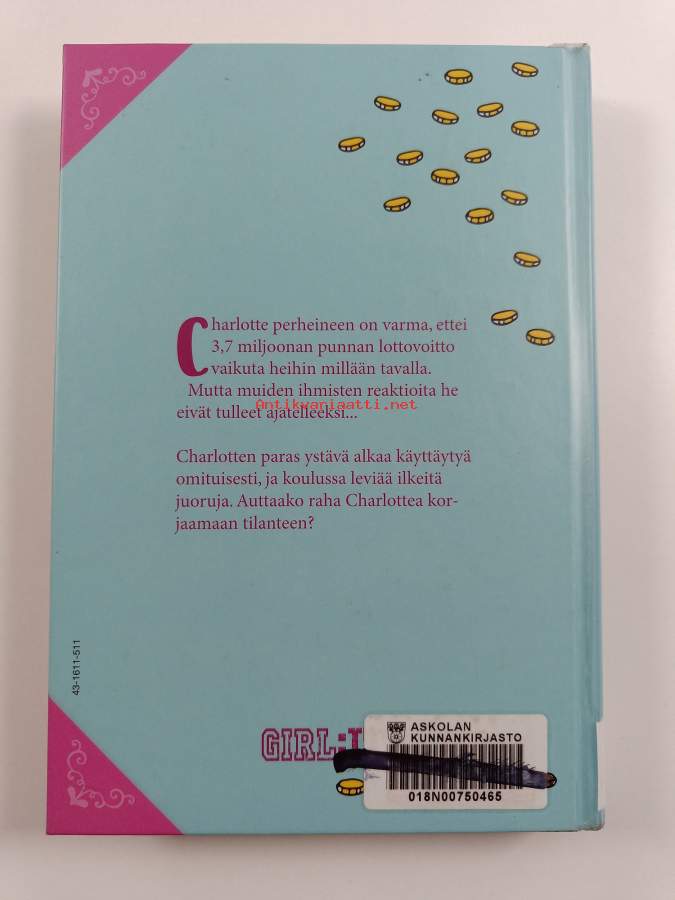 Charlotte perheineen on varma, ettei
3,7 miljoonan punnan lottovoitto
vaikuta heihin millään tavalla.
Mutta muiden ihmisten reaktioita he
Antikvariaatti.net
eivät tulleet ajatelleeksi...
Charlotten paras ystävä alkaa käyttäytyä
omituisesti, ja koulussa leviää ilkeitä
juoruja. Auttaako raha Charlottea kor-
jaamaan tilanteen?
43-1611-511
GIRL:
ASKOLAN
KUNNANKIRJASTO
018N00750465